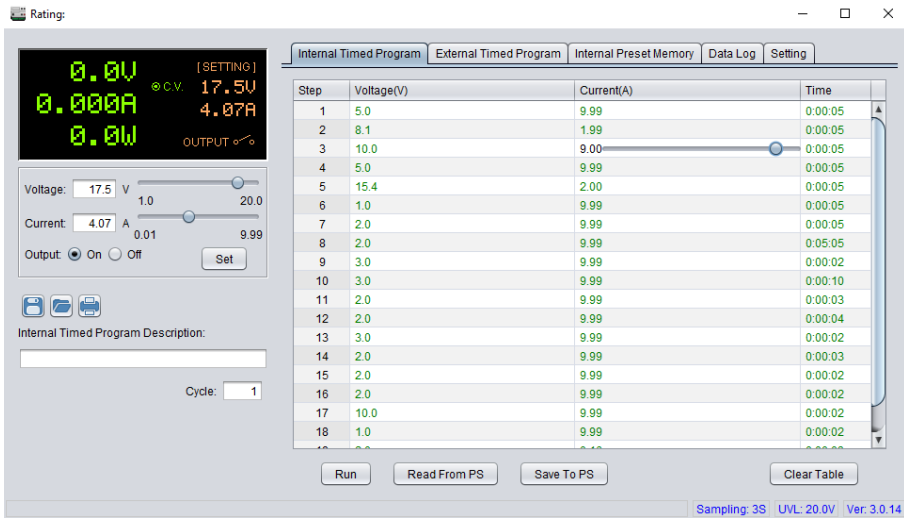 Rating:
0.0V
0.000A
0.0W
C.V.
[SETTING]
17.5V
4.07A
OUTPUT
Voltage: 17.5 V
1.0 20.0
Current: 4.07 A
0.01 9.99
Output: On Off Set
Internal Timed Program Description:
Cycle: 1
Internal Timed Program External Timed Program Internal Preset Memory Data Log Setting
Step Voltage(V) Current(A) Time
1 5.0 9.99 0:00:05
2 8.1 1.99 0:00:05
3 10.0 9.00 0:00:05
4 5.0 9.99 0:00:05
5 15.4 2.00 0:00:05
6 1.0 9.99 0:00:05
7 2.0 9.99 0:00:05
8 2.0 9.99 0:05:05
9 3.0 9.99 0:00:02
10 3.0 9.99 0:00:10
11 2.0 9.99 0:00:03
12 2.0 9.99 0:00:04
13 3.0 9.99 0:00:02
14 2.0 9.99 0:00:03
15 2.0 9.99 0:00:02
16 2.0 9.99 0:00:02
17 10.0 9.99 0:00:02
18 1.0 9.99 0:00:02
Run Read From PS Save To PS Clear Table
Sampling: 3S UVL: 20.0V Ver: 3.0.14